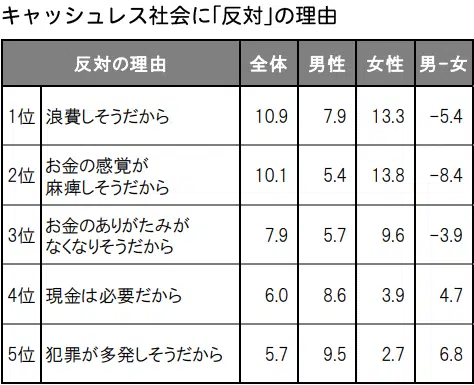 キャッシュレス社会に｢反対｣の理由
反対の理由 全体 男性 女性 男-女
1位 浪費しそうだから 10.9 7.9 13.3 -5.4
2位 お金の感覚が
麻痺しそうだから 10.1 5.4 13.8 -8.4
3位 お金のありがたみが
なくなりそうだから 7.9 5.7 9.6 -3.9
4位 現金は必要だから 6.0 8.6 3.9 4.7
5位 犯罪が多発しそうだから 5.7 9.5 2.7 6.8